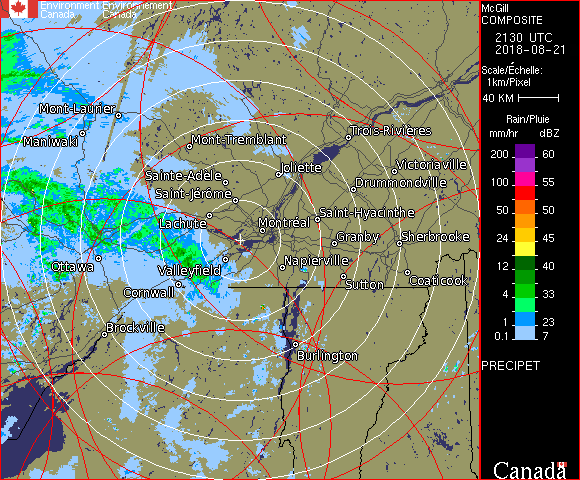 Environment Environnement
Canada Canada
McGill
COMPOSITE
2130 UTC
2018-08-21
Scale/Échelle:
1km/Pixel
40 KM
Rain/Pluie
mm/hr dBZ
200 60
100 55
50 50
24 45
12 40
4 33
1 23
0.1 7
PRECIPET
Canada
Mont-Laurier
Maniwaki
Mont-Tremblant
Trois-Rivières
Joliette
Victoriaville
Sainte-Adèle
Drummondville
Saint-Jérôme
Saint-Hyacinthe
Lachute
Montréal
Granby
Sherbrooke
Ottawa
Valleyfield
Napierville
Coaticook
Sutton
Cornwall
Brockville
Burlington